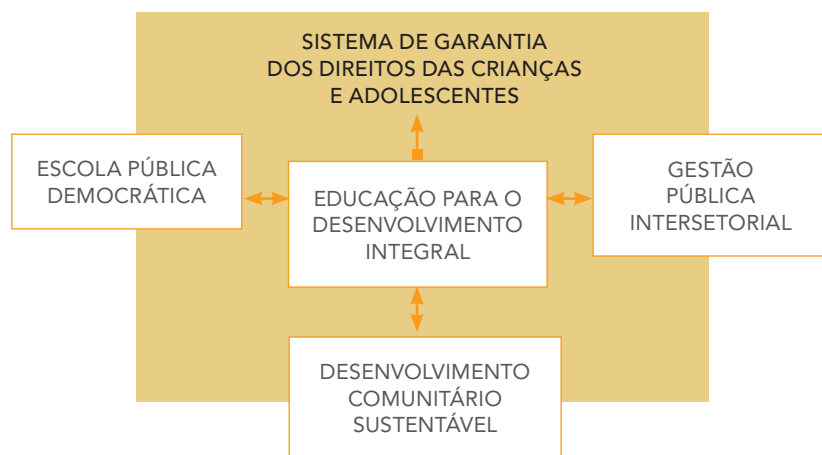 SISTEMA DE GARANTIA
DOS DIREITOS DAS CRIANÇAS
E ADOLESCENTES
ESCOLA PÚBLICA
DEMOCRÁTICA
EDUCAÇÃO PARA O
DESENVOLVIMENTO
INTEGRAL
GESTÃO
PÚBLICA
INTERSETORIAL
DESENVOLVIMENTO
COMUNITÁRIO
SUSTENTÁVEL